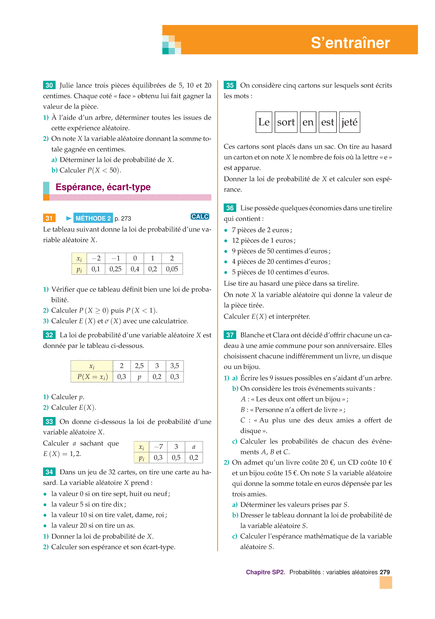 S'entraîner
30 Julie lance trois pièces équilibrées de 5, 10 et 20
centimes. Chaque coté « face » obtenu lui fait gagner la
valeur de la pièce.
1) À l'aide d'un arbre, déterminer toutes les issues de
cette expérience aléatoire.
2) On note X la variable aléatoire donnant la somme to-
tale gagnée en centimes.
a) Déterminer la loi de probabilité de X.
b) Calculer P(X < 50).
Espérance, écart-type
31 ► MÉTHODE 2 p. 273 CALC
Le tableau suivant donne la loi de probabilité d'une va-
riable aléatoire X.
xi −2 −1 0 1 2
pi 0,1 0,25 0,4 0,2 0,05
1) Vérifier que ce tableau définit bien une loi de proba-
bilité.
2) Calculer P(X ≥ 0) puis P(X < 1).
3) Calculer E(X) et σ(X) avec une calculatrice.
32 La loi de probabilité d'une variable aléatoire X est
donnée par le tableau ci-dessous.
xi 2 2,5 3 3,5
P(X = xi) 0,3 p 0,2 0,3
1) Calculer p.
2) Calculer E(X).
33 On donne ci-dessous la loi de probabilité d'une
variable aléatoire X.
Calculer a sachant que
E(X) = 1,2.
xi −7 3 a
pi 0,3 0,5 0,2
34 Dans un jeu de 32 cartes, on tire une carte au ha-
sard. La variable aléatoire X prend :
• la valeur 0 si on tire sept, huit ou neuf ;
• la valeur 5 si on tire dix ;
• la valeur 10 si on tire valet, dame, roi ;
• la valeur 20 si on tire un as.
1) Donner la loi de probabilité de X.
2) Calculer son espérance et son écart-type.
35 On considère cinq cartons sur lesquels sont écrits
les mots :
Le sort en est jeté
Ces cartons sont placés dans un sac. On tire au hasard
un carton et on note X le nombre de fois où la lettre « e »
est apparue.
Donner la loi de probabilité de X et calculer son espé-
rance.
36 Lise possède quelques économies dans une tirelire
qui contient :
• 7 pièces de 2 euros ;
• 12 pièces de 1 euros ;
• 9 pièces de 50 centimes d'euros ;
• 4 pièces de 20 centimes d'euros ;
• 5 pièces de 10 centimes d'euros.
Lise tire au hasard une pièce dans sa tirelire.
On note X la variable aléatoire qui donne la valeur de
la pièce tirée.
Calculer E(X) et interpréter.
37 Blanche et Clara ont décidé d'offrir chacune un ca-
deau à une amie commune pour son anniversaire. Elles
choisissent chacune indifféremment un livre, un disque
ou un bijou.
1) a) Écrire les 9 issues possibles en s'aidant d'un arbre.
b) On considère les trois événements suivants :
A : « Les deux ont offert un bijou » ;
B : « Personne n'a offert de livre » ;
C : « Au plus une des deux amies a offert de
disque ».
c) Calculer les probabilités de chacun des événe-
ments A, B et C.
2) On admet qu'un livre coûte 20 €, un CD coûte 10 €
et un bijou coûte 15 €. On note S la variable aléatoire
qui donne la somme totale en euros dépensée par les
trois amies.
a) Déterminer les valeurs prises par S.
b) Dresser le tableau donnant la loi de probabilité de
la variable aléatoire S.
c) Calculer l'espérance mathématique de la variable
aléatoire S.
Chapitre SP2. Probabilités : variables aléatoires 279